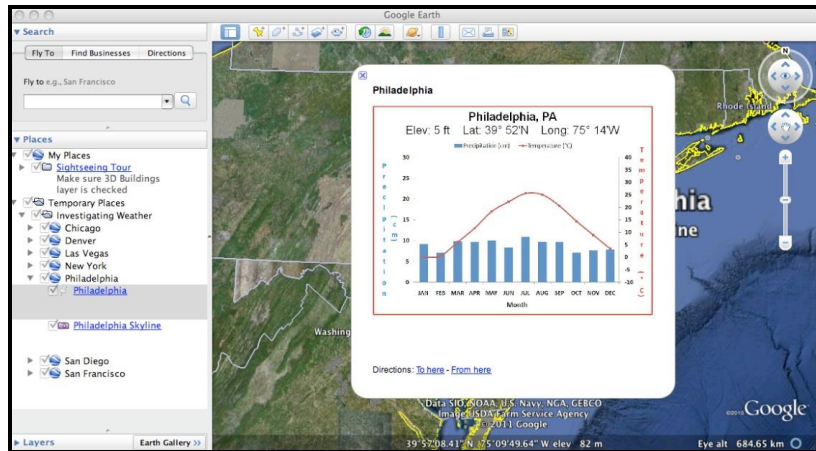 Google Earth
▼ Search
Fly To
Find Businesses
Directions
Fly to e.g., San Francisco
▼ Places
My Places
Sightseeing Tour
Make sure 3D Buildings
layer is checked
Temporary Places
Investigating Weather
Chicago
Denver
Las Vegas
New York
Philadelphia
Philadelphia
Philadelphia Skyline
San Diego
San Francisco
▶ Layers
Earth Gallery >>
Philadelphia
Philadelphia, PA
Elev: 5 ft Lat: 39° 52'N Long: 75° 14'W
Precipitation (cm)
Temperature (°C)
Precipitation (cm)
30
25
20
15
10
5
0
Temperature (°C)
40
35
30
25
20
15
10
5
0
-5
-10
JAN FEB MAR APR MAY JUN JUL AUG SEP OCT NOV DEC
Month
Directions: To here - From here
N
Rhode Island
hia
ine
Washing
Data SIO, NOAA, U.S. Navy, NGA, GEBCO
Image USDA Farm Service Agency
©2011 Google
©2010 Google
39°57'08.41" N 75°09'49.64" W elev 82 m
Eye alt 684.65 km